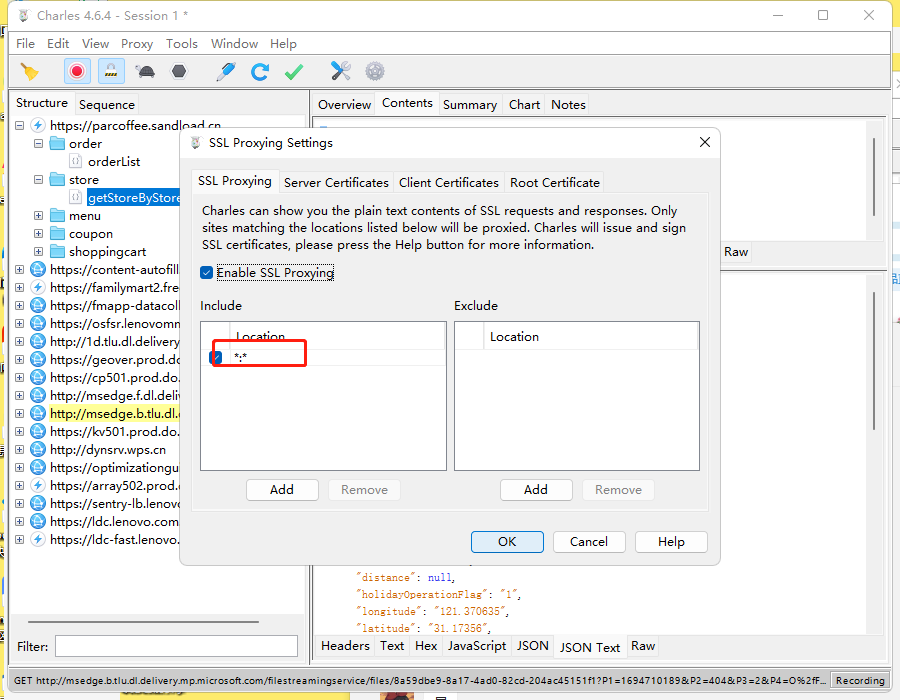 Charles 4.6.4 - Session 1 *
File Edit View Proxy Tools Window Help
Structure Sequence
Overview Contents Summary Chart Notes
https://parcoffee.sandload.cn
order
orderList
store
getStoreByStore
menu
coupon
shoppingcart
https://content-autofill
https://familymart2.fre
https://fmapp-datacoll
https://osfsr.lenovomn
http://1d.tlu.dl.delivery
https://geover.prod.do
https://cp501.prod.do.
http://msedge.f.dl.deli
http://msedge.b.tlu.dl.
https://kv501.prod.do.
http://dynsrv.wps.cn
https://optimizationgu
https://array502.prod.
https://sentry-lb.lenovo
https://ldc.lenovo.com
https://ldc-fast.lenovo.
Filter:
SSL Proxying Settings
SSL Proxying Server Certificates Client Certificates Root Certificate
Charles can show you the plain text contents of SSL requests and responses. Only
sites matching the locations listed below will be proxied. Charles will issue and sign
SSL certificates, please press the Help button for more information.
Enable SSL Proxying
Include Exclude
Location Location
*:*
Add Remove Add Remove
OK Cancel Help
Raw
"distance": null,
"holidayOperationFlag": "1",
"longitude": "121.370635",
"latitude": "31.17356",
Headers Text Hex JavaScript JSON JSON Text Raw
GET http://msedge.b.tlu.dl.delivery.mp.microsoft.com/filestreamingservice/files/8a59dbe9-8a17-4ad0-82cd-204ac45151f1?P1=1694710189&P2=404&P3=2&P4=O%2f... Recording